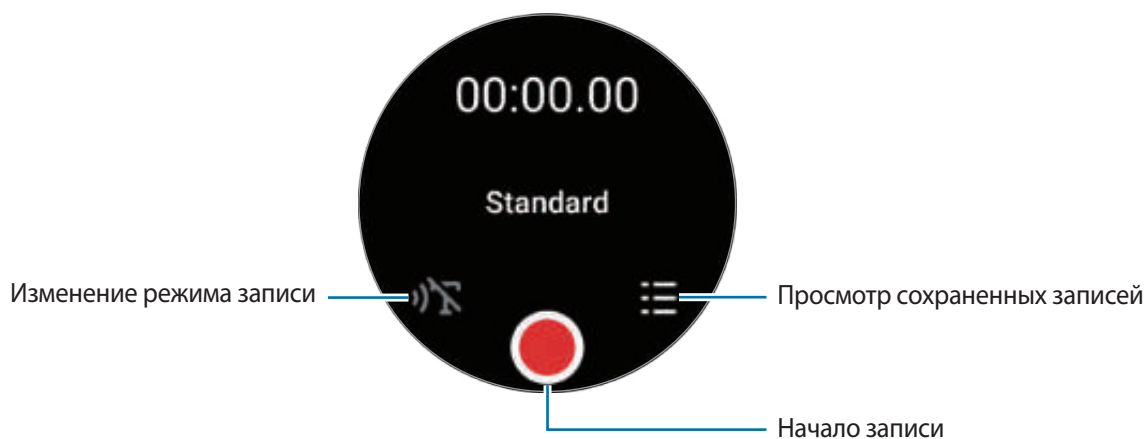 00:00.00
Standard
Изменение режима записи
Просмотр сохраненных записей
Начало записи